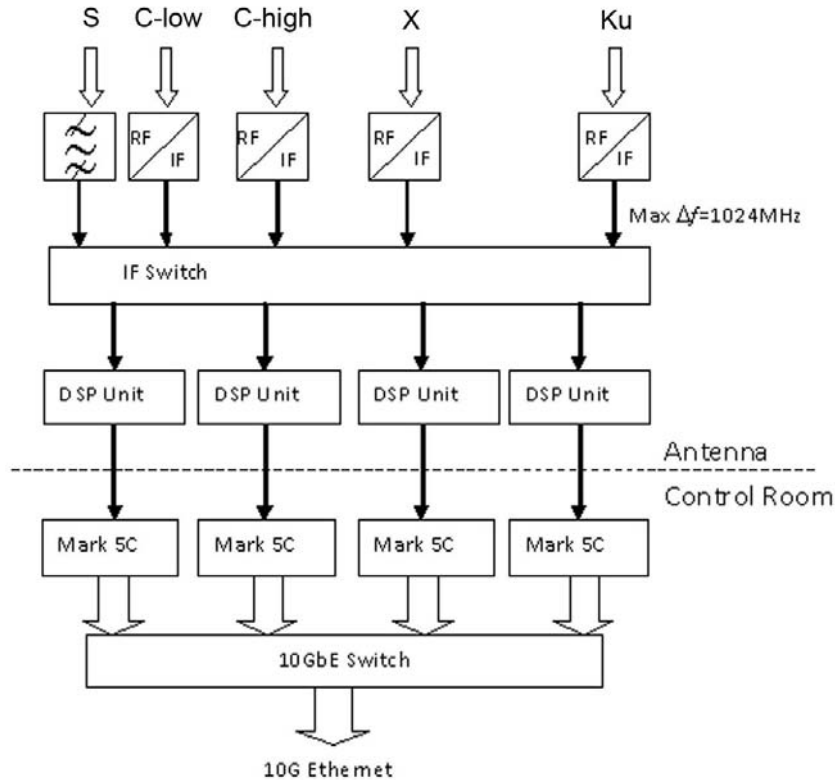 S C-low C-high X Ku
RF IF RF IF RF IF RF IF
Max Δf=1024MHz
IF Switch
DSP Unit DSP Unit DSP Unit DSP Unit
Antenna
Control Room
Mark 5C Mark 5C Mark 5C Mark 5C
10GbE Switch
10G Ethernet